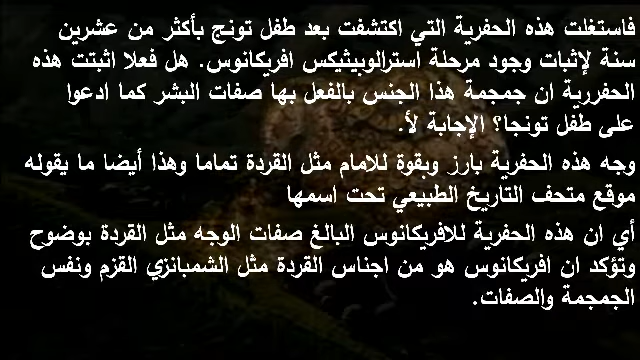 فاستغلت هذه الحفرية التي اكتشفت بعد طفل تونج بأكثر من عشرين
سنة لإثبات وجود مرحلة استرالوبيثيكس افريكانوس. هل فعلا اثبتت هذه
الحفررية ان جمجمة هذا الجنس بالفعل بها صفات البشر كما ادعوا
على طفل تونجا؟ الإجابة لأ.
وجه هذه الحفرية بارز وبقوة للامام مثل القردة تماما وهذا أيضا ما يقوله
موقع متحف التاريخ الطبيعي تحت اسمها
أي ان هذه الحفرية للافريكانوس البالغ صفات الوجه مثل القردة بوضوح
وتؤكد ان افريكانوس هو من اجناس القردة مثل الشمبانزي القزم ونفس
الجمجمة والصفات.